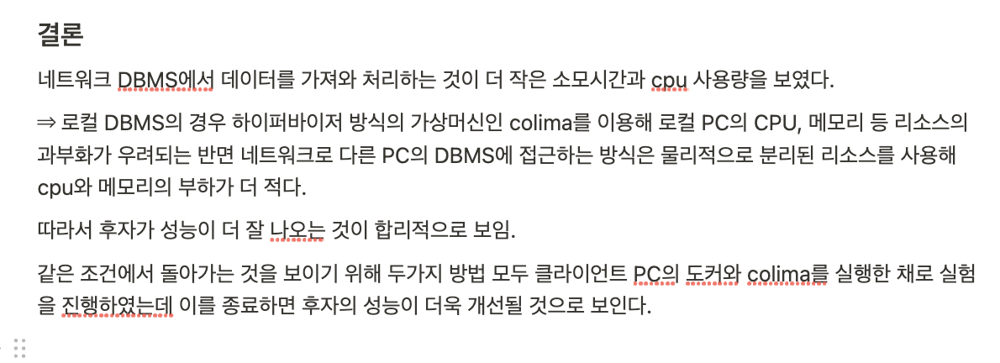 결론
네트워크 DBMS에서 데이터를 가져와 처리하는 것이 더 작은 소모시간과 cpu 사용량을 보였다.
⇒ 로컬 DBMS의 경우 하이퍼바이저 방식의 가상머신인 colima를 이용해 로컬 PC의 CPU, 메모리 등 리소스의
과부화가 우려되는 반면 네트워크로 다른 PC의 DBMS에 접근하는 방식은 물리적으로 분리된 리소스를 사용해
cpu와 메모리의 부하가 더 적다.
따라서 후자가 성능이 더 잘 나오는 것이 합리적으로 보임.
같은 조건에서 돌아가는 것을 보이기 위해 두가지 방법 모두 클라이언트 PC의 도커와 colima를 실행한 채로 실험
을 진행하였는데 이를 종료하면 후자의 성능이 더욱 개선될 것으로 보인다.